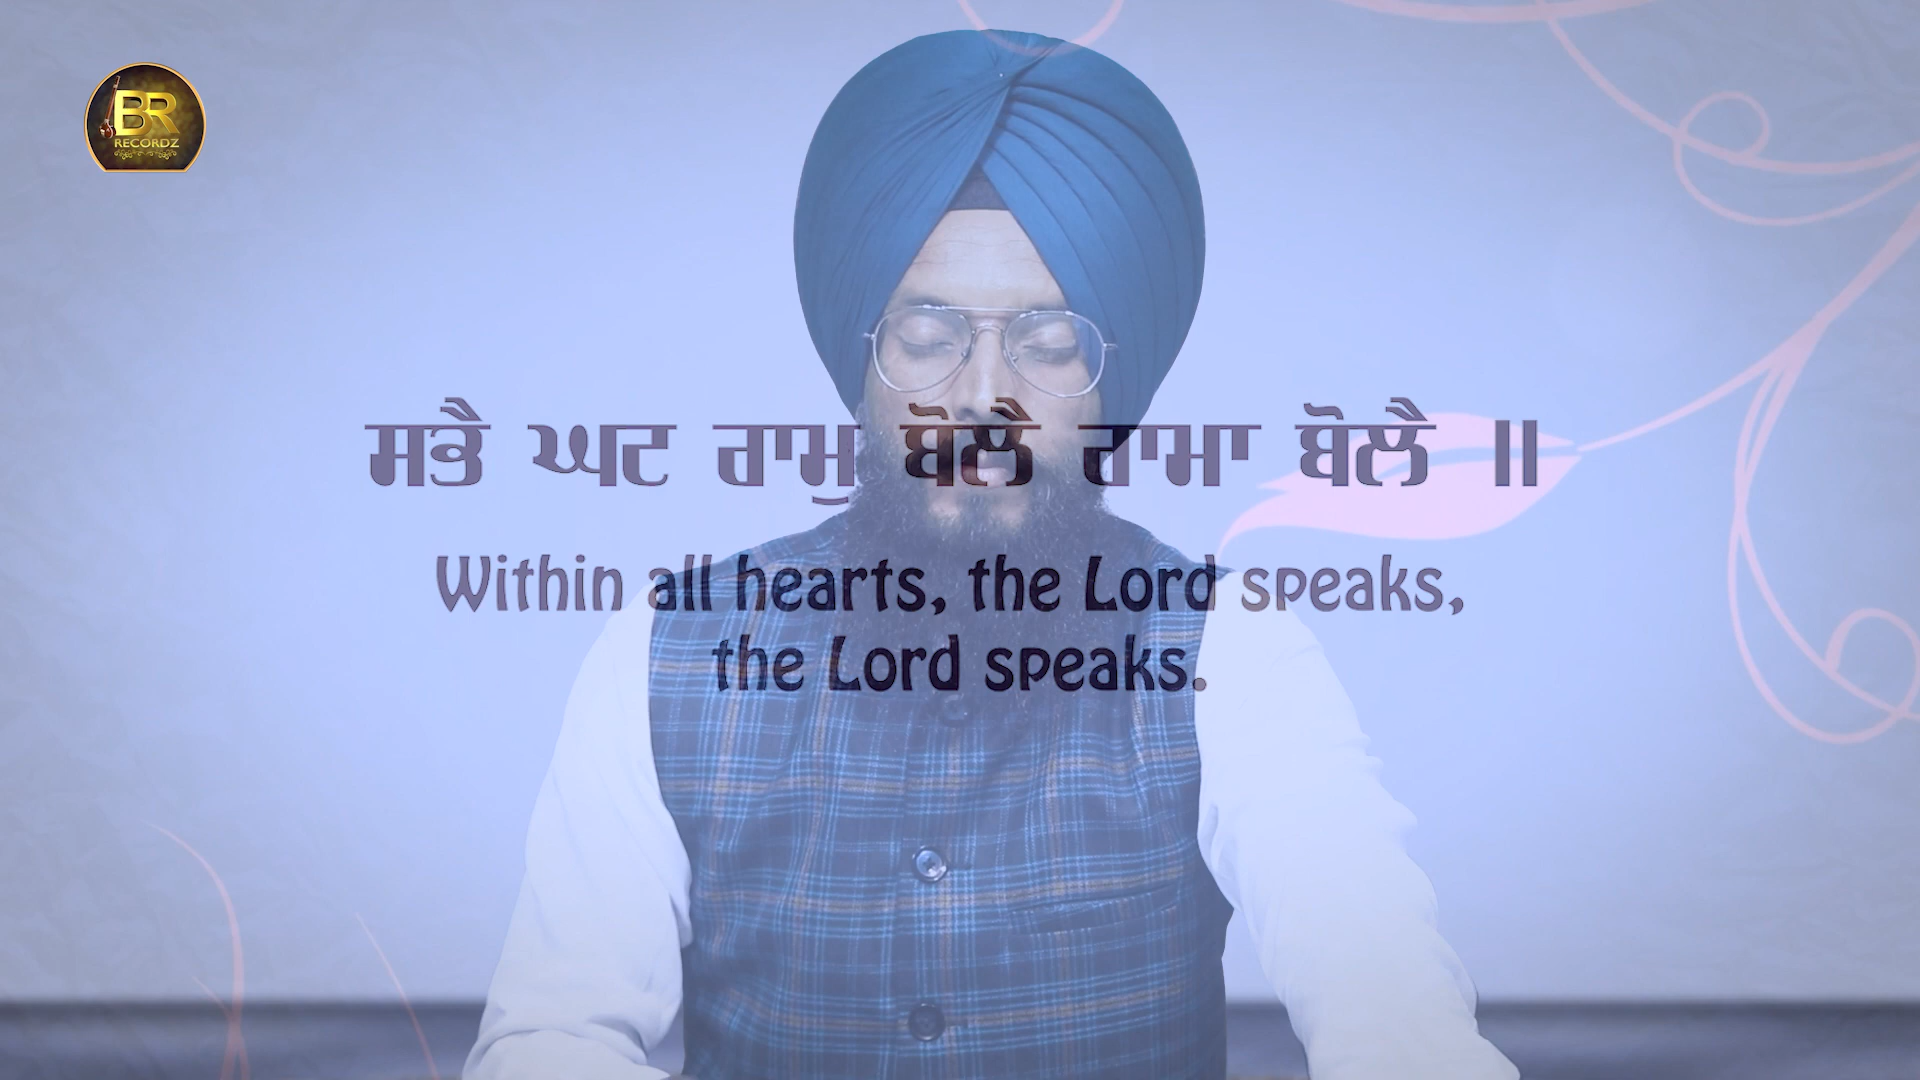 BR
RECORDZ
ਸਭੈ ਘਟ ਰਾਮੁ ਬੋਲੈ ਰਾਮਾ ਬੋਲੈ ॥
Within all hearts, the Lord speaks,
the Lord speaks.